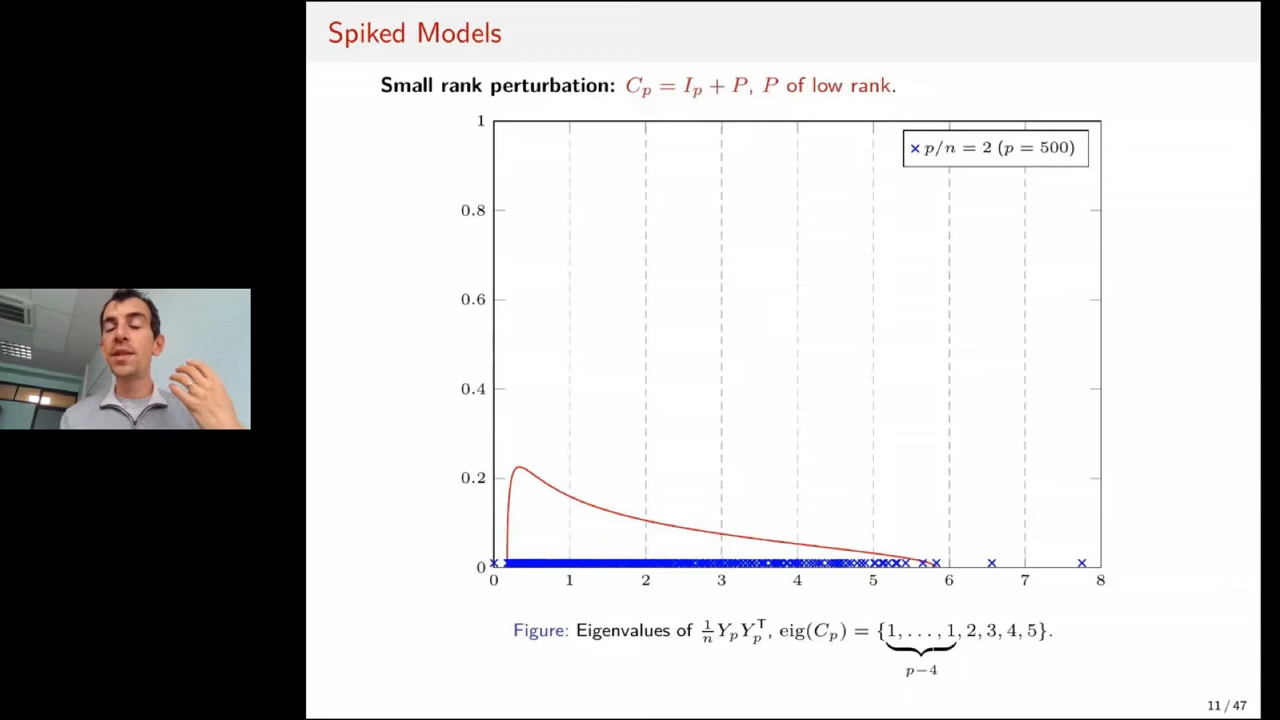 Spiked Models
Small rank perturbation: C_p = I_p + P, P of low rank.
1
× p/n = 2 (p = 500)
0.8
0.6
0.4
0.2
0
0 1 2 3 4 5 6 7 8
Figure: Eigenvalues of 1/n Y_p Y_p^T, eig(C_p) = {1, . . . , 1, 2, 3, 4, 5}.
p−4
11 / 47